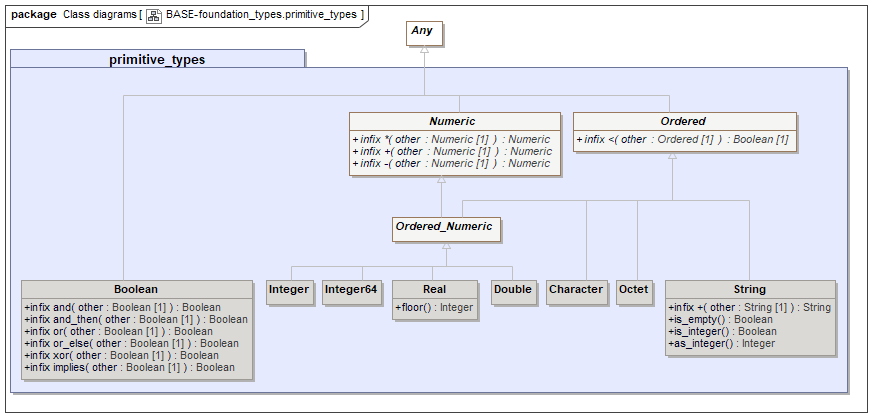 package Class diagrams [ BASE-foundation_types.primitive_types ]
Any
primitive_types
Numeric
+ infix *( other : Numeric [1] ) : Numeric
+ infix +( other : Numeric [1] ) : Numeric
+ infix -( other : Numeric [1] ) : Numeric
Ordered
+ infix <( other : Ordered [1] ) : Boolean [1]
Ordered_Numeric
Boolean
+infix and( other : Boolean [1] ) : Boolean
+infix and_then( other : Boolean [1] ) : Boolean
+infix or( other : Boolean [1] ) : Boolean
+infix or_else( other : Boolean [1] ) : Boolean
+infix xor( other : Boolean [1] ) : Boolean
+infix implies( other : Boolean [1] ) : Boolean
Integer
Integer64
Real
+floor() : Integer
Double
Character
Octet
String
+infix +( other : String [1] ) : String
+is_empty() : Boolean
+is_integer() : Boolean
+as_integer() : Integer